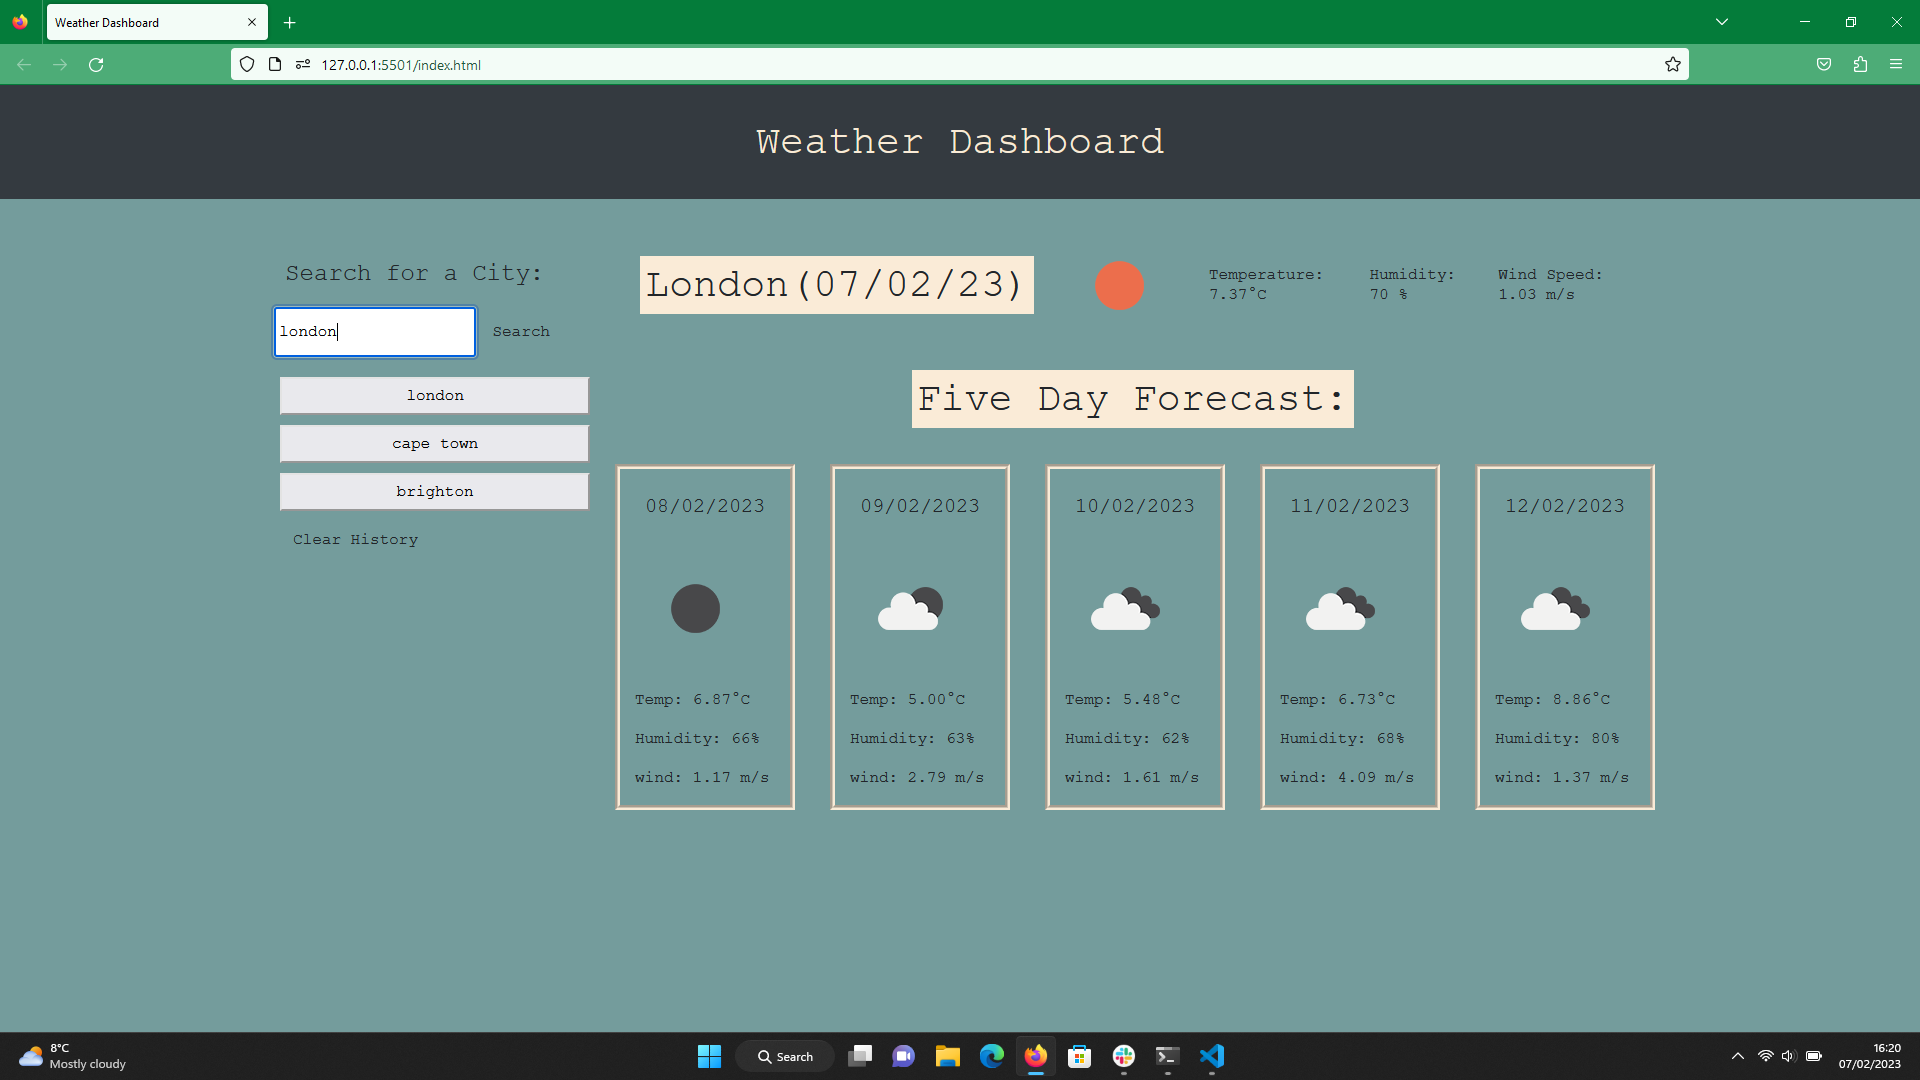 Weather Dashboard
127.0.0.1:5501/index.html
Weather Dashboard
Search for a City:
london
Search
london
cape town
brighton
Clear History
London(07/02/23)
Temperature:
7.37°C
Humidity:
70 %
Wind Speed:
1.03 m/s
Five Day Forecast:
08/02/2023
Temp: 6.87°C
Humidity: 66%
wind: 1.17 m/s
09/02/2023
Temp: 5.00°C
Humidity: 63%
wind: 2.79 m/s
10/02/2023
Temp: 5.48°C
Humidity: 62%
wind: 1.61 m/s
11/02/2023
Temp: 6.73°C
Humidity: 68%
wind: 4.09 m/s
12/02/2023
Temp: 8.86°C
Humidity: 80%
wind: 1.37 m/s
8°C
Mostly cloudy
Search
16:20
07/02/2023